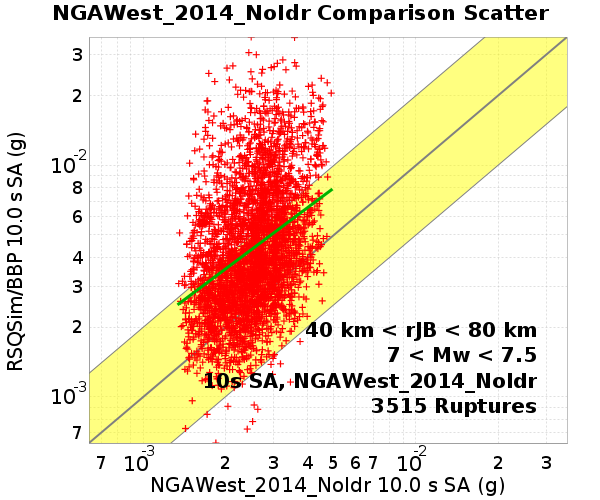 NGAWest_2014_NoIdr Comparison Scatter
RSQSim/BBP 10.0 s SA (g)
3
2
10-2
8
6
4
3
2
10-3
7
40 km < rJB < 80 km
7 < Mw < 7.5
10s SA, NGAWest_2014_NoIdr
3515 Ruptures
7 10-3 2 3 4 5 6 7 10-2 2 3
NGAWest_2014_NoIdr 10.0 s SA (g)